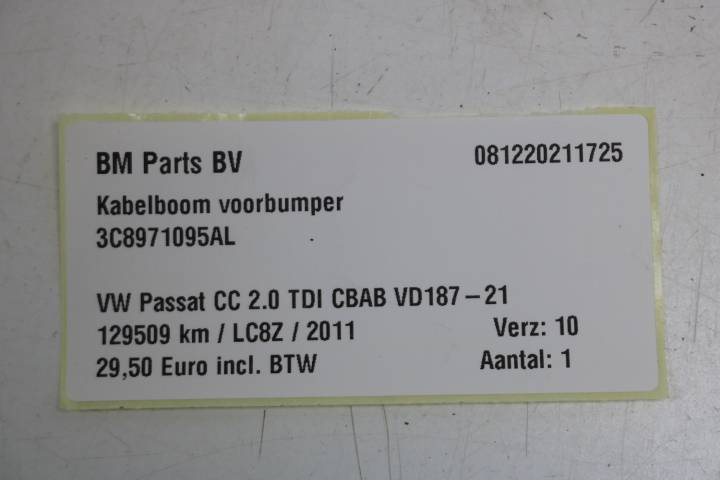 BM Parts BV 081220211725
Kabelboom voorbumper
3C8971095AL
VW Passat CC 2.0 TDI CBAB VD187-21
129509 km / LC8Z / 2011 Verz: 10
29,50 Euro incl. BTW Aantal: 1